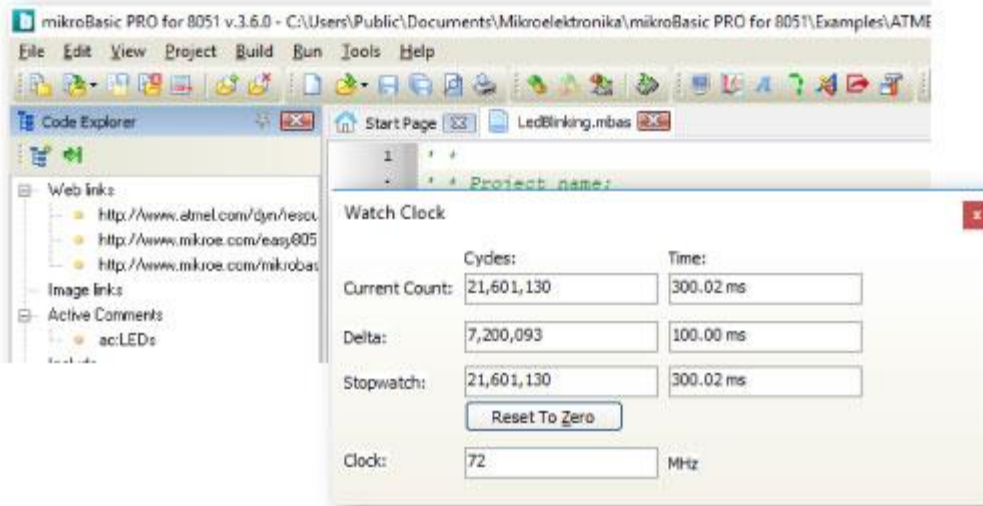 mikroBasic PRO for 8051 v.3.6.0 - C:\Users\Public\Documents\Mikroelektronika\mikroBasic PRO for 8051\Examples\ATME
File Edit View Project Build Run Tools Help
Code Explorer
Start Page LedBlinking.mbas
1 ' *
' * Project name:
Web links
http://www.atmel.com/dyn/resou
http://www.mikroe.com/easy805
http://www.mikroe.com/mikrobas
Image links
Active Comments
ac:LEDs
Watch Clock
Cycles: Time:
Current Count: 21,601,130 300.02 ms
Delta: 7,200,093 100.00 ms
Stopwatch: 21,601,130 300.02 ms
Reset To Zero
Clock: 72 MHz